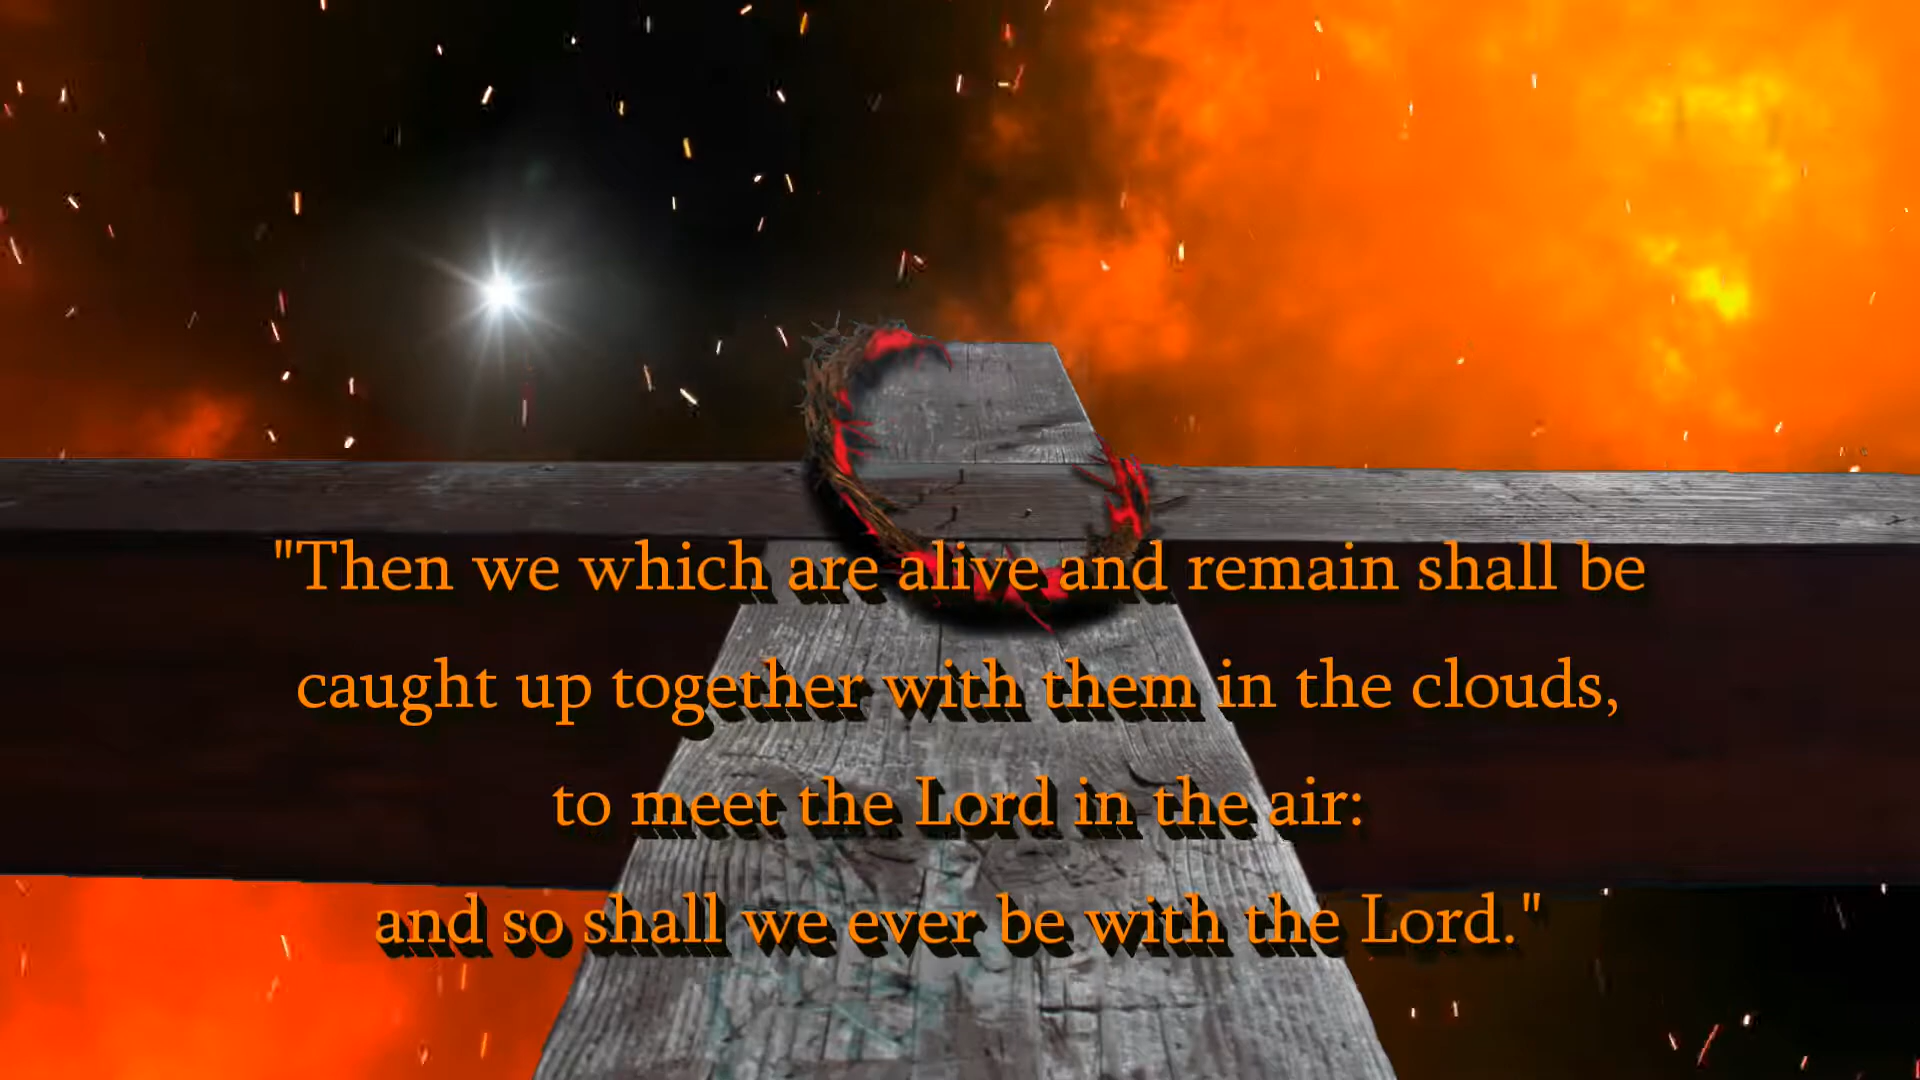 "Then we which are alive and remain shall be
caught up together with them in the clouds,
to meet the Lord in the air:
and so shall we ever be with the Lord."